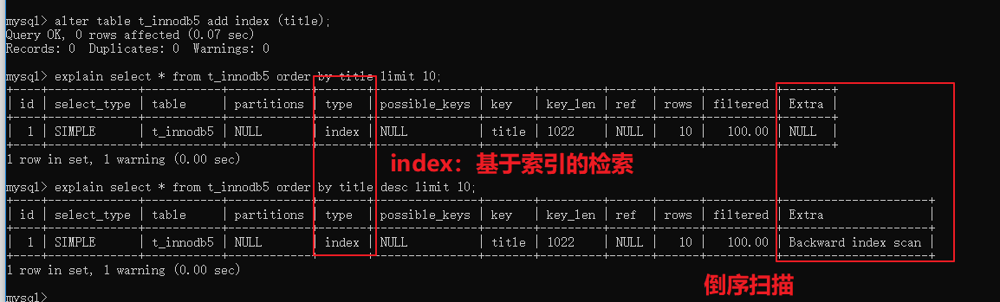 mysql> alter table t_innodb5 add index (title);
Query OK, 0 rows affected (0.07 sec)
Records: 0  Duplicates: 0  Warnings: 0
mysql> explain select * from t_innodb5 order by title limit 10;
| id | select_type | table | partitions | type | possible_keys | key | key_len | ref | rows | filtered | Extra |
| 1 | SIMPLE | t_innodb5 | NULL | index | NULL | title | 1022 | NULL | 10 | 100.00 | NULL |
1 row in set, 1 warning (0.00 sec)
index：基于索引的检索
mysql> explain select * from t_innodb5 order by title desc limit 10;
| id | select_type | table | partitions | type | possible_keys | key | key_len | ref | rows | filtered | Extra |
| 1 | SIMPLE | t_innodb5 | NULL | index | NULL | title | 1022 | NULL | 10 | 100.00 | Backward index scan |
1 row in set, 1 warning (0.00 sec)
倒序扫描
mysql>